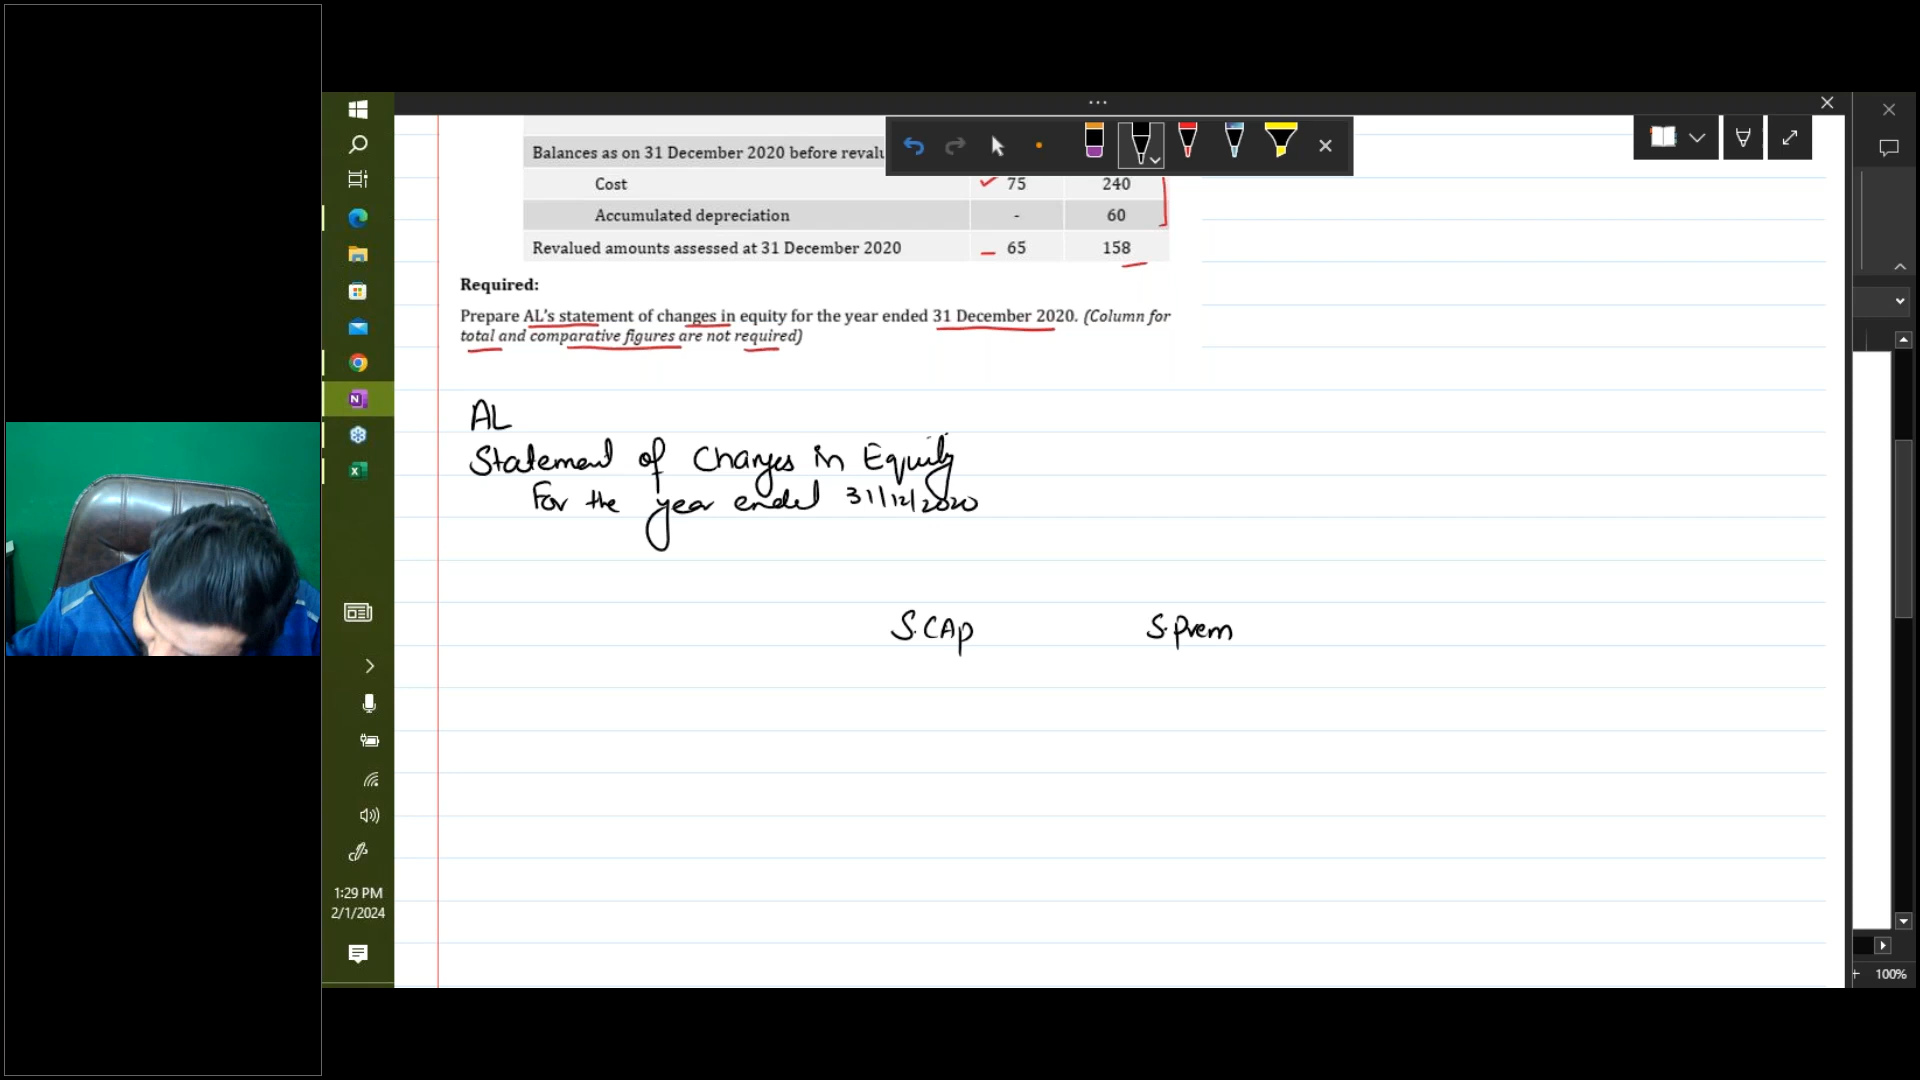 Balances as on 31 December 2020 before revalu
Cost 75 240
Accumulated depreciation - 60
Revalued amounts assessed at 31 December 2020 65 158
Required:
Prepare AL's statement of changes in equity for the year ended 31 December 2020. (Column for
total and comparative figures are not required)
AL
Statement of Changes in Equity
For the year ended 31/12/2020
S.CAp S.Prem
1:29 PM
2/1/2024
100%